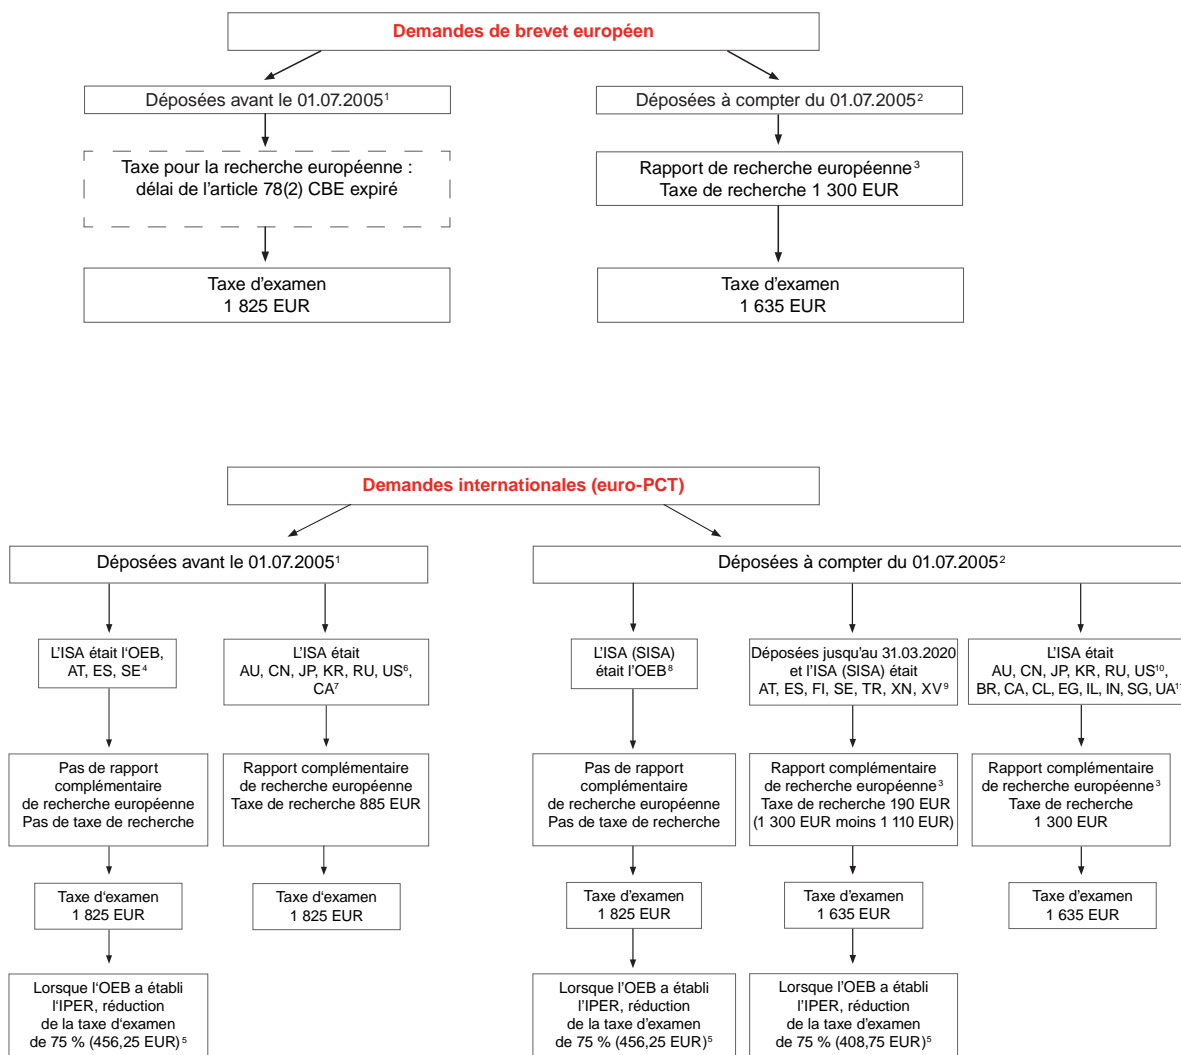 Demandes de brevet européen
Déposées avant le 01.07.2005¹
Déposées à compter du 01.07.2005²
Taxe pour la recherche européenne :
délai de l’article 78(2) CBE expiré
Rapport de recherche européenne³
Taxe de recherche 1 300 EUR
Taxe d’examen
1 825 EUR
Taxe d’examen
1 635 EUR
Demandes internationales (euro-PCT)
Déposées avant le 01.07.2005¹
Déposées à compter du 01.07.2005²
L’ISA était l‘OEB,
AT, ES, SE⁴
L’ISA était
AU, CN, JP, KR, RU, US⁶,
CA⁷
L’ISA (SISA)
était l’OEB⁸
Déposées jusqu’au 31.03.2020
et l’ISA (SISA) était
AT, ES, FI, SE, TR, XN, XV⁹
L’ISA était
AU, CN, JP, KR, RU, US¹⁰,
BR, CA, CL, EG, IL, IN, SG, UA¹¹
Pas de rapport
complémentaire
de recherche européenne
Pas de taxe de recherche
Rapport complémentaire
de recherche européenne
Taxe de recherche 885 EUR
Pas de rapport
complémentaire
de recherche européenne
Pas de taxe de recherche
Rapport complémentaire
de recherche européenne³
Taxe de recherche 190 EUR
(1 300 EUR moins 1 110 EUR)
Rapport complémentaire
de recherche européenne³
Taxe de recherche
1 300 EUR
Taxe d‘examen
1 825 EUR
Taxe d‘examen
1 825 EUR
Taxe d’examen
1 825 EUR
Taxe d’examen
1 635 EUR
Taxe d’examen
1 635 EUR
Lorsque l‘OEB a établi
l‘IPER, réduction
de la taxe d‘examen
de 75 % (456,25 EUR)⁵
Lorsque l’OEB a établi
l’IPER, réduction
de la taxe d’examen
de 75 % (456,25 EUR)⁵
Lorsque l’OEB a établi
l’IPER, réduction
de la taxe d’examen
de 75 % (408,75 EUR)⁵